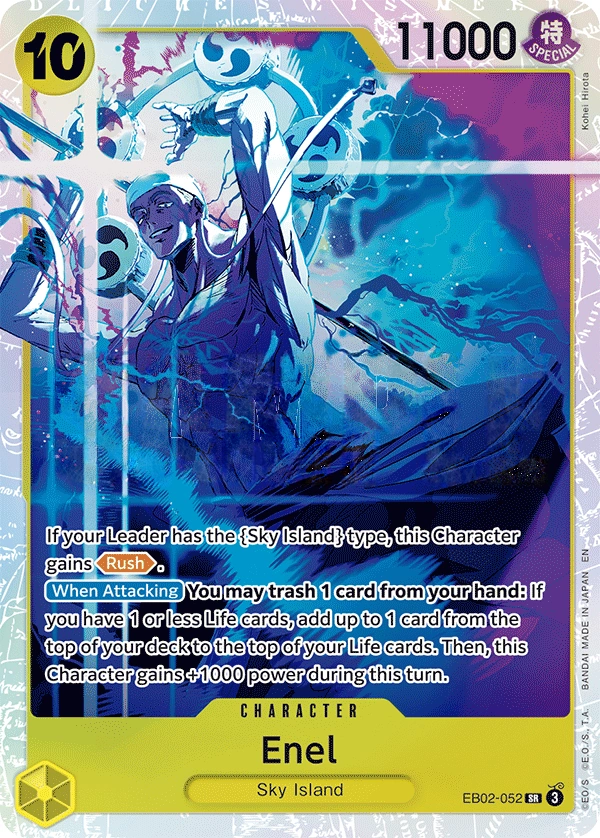 10
11000
特
SPECIAL
Kohei Hirota
If your Leader has the {Sky Island} type, this Character
gains Rush.
When Attacking You may trash 1 card from your hand: If
you have 1 or less Life cards, add up to 1 card from the
top of your deck to the top of your Life cards. Then, this
Character gains +1000 power during this turn.
CHARACTER
Enel
Sky Island
EB02-052 SR 3
©EO/S ©E.O./S., T.A. BANDAI MADE IN JAPAN EN